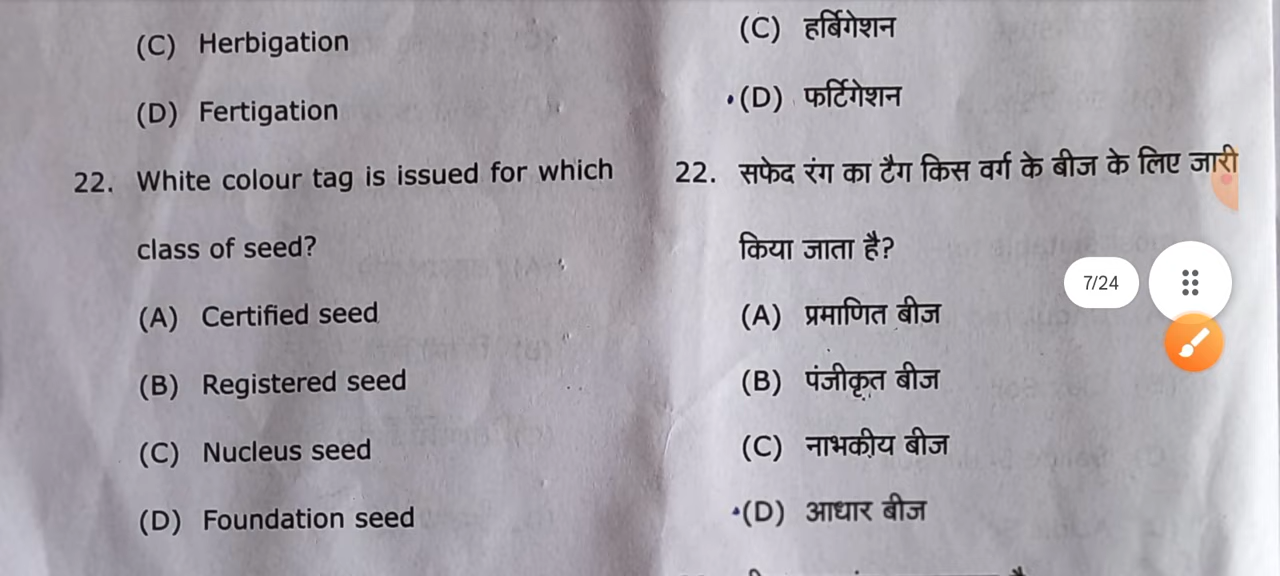 (C) Herbigation
(D) Fertigation
22. White colour tag is issued for which
class of seed?
(A) Certified seed
(B) Registered seed
(C) Nucleus seed
(D) Foundation seed
(C) हर्बिगेशन
(D) फर्टिगेशन
22. सफेद रंग का टैग किस वर्ग के बीज के लिए जारी
किया जाता है?
(A) प्रमाणित बीज
(B) पंजीकृत बीज
(C) नाभकीय बीज
(D) आधार बीज
7/24